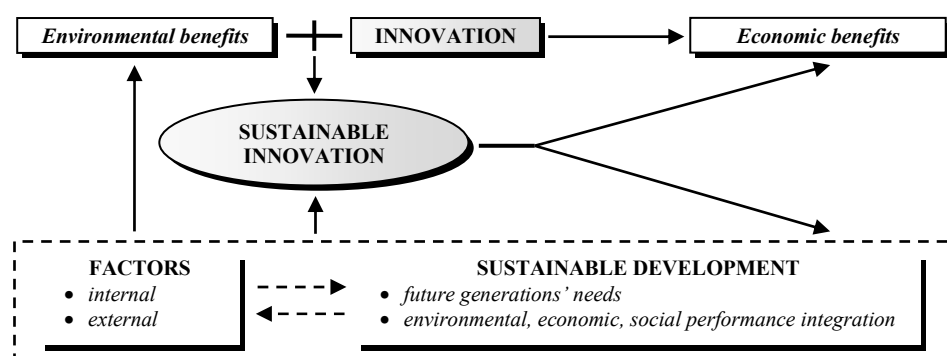 Environmental benefits
INNOVATION
Economic benefits
SUSTAINABLE
INNOVATION
FACTORS
• internal
• external
SUSTAINABLE DEVELOPMENT
• future generations’ needs
• environmental, economic, social performance integration